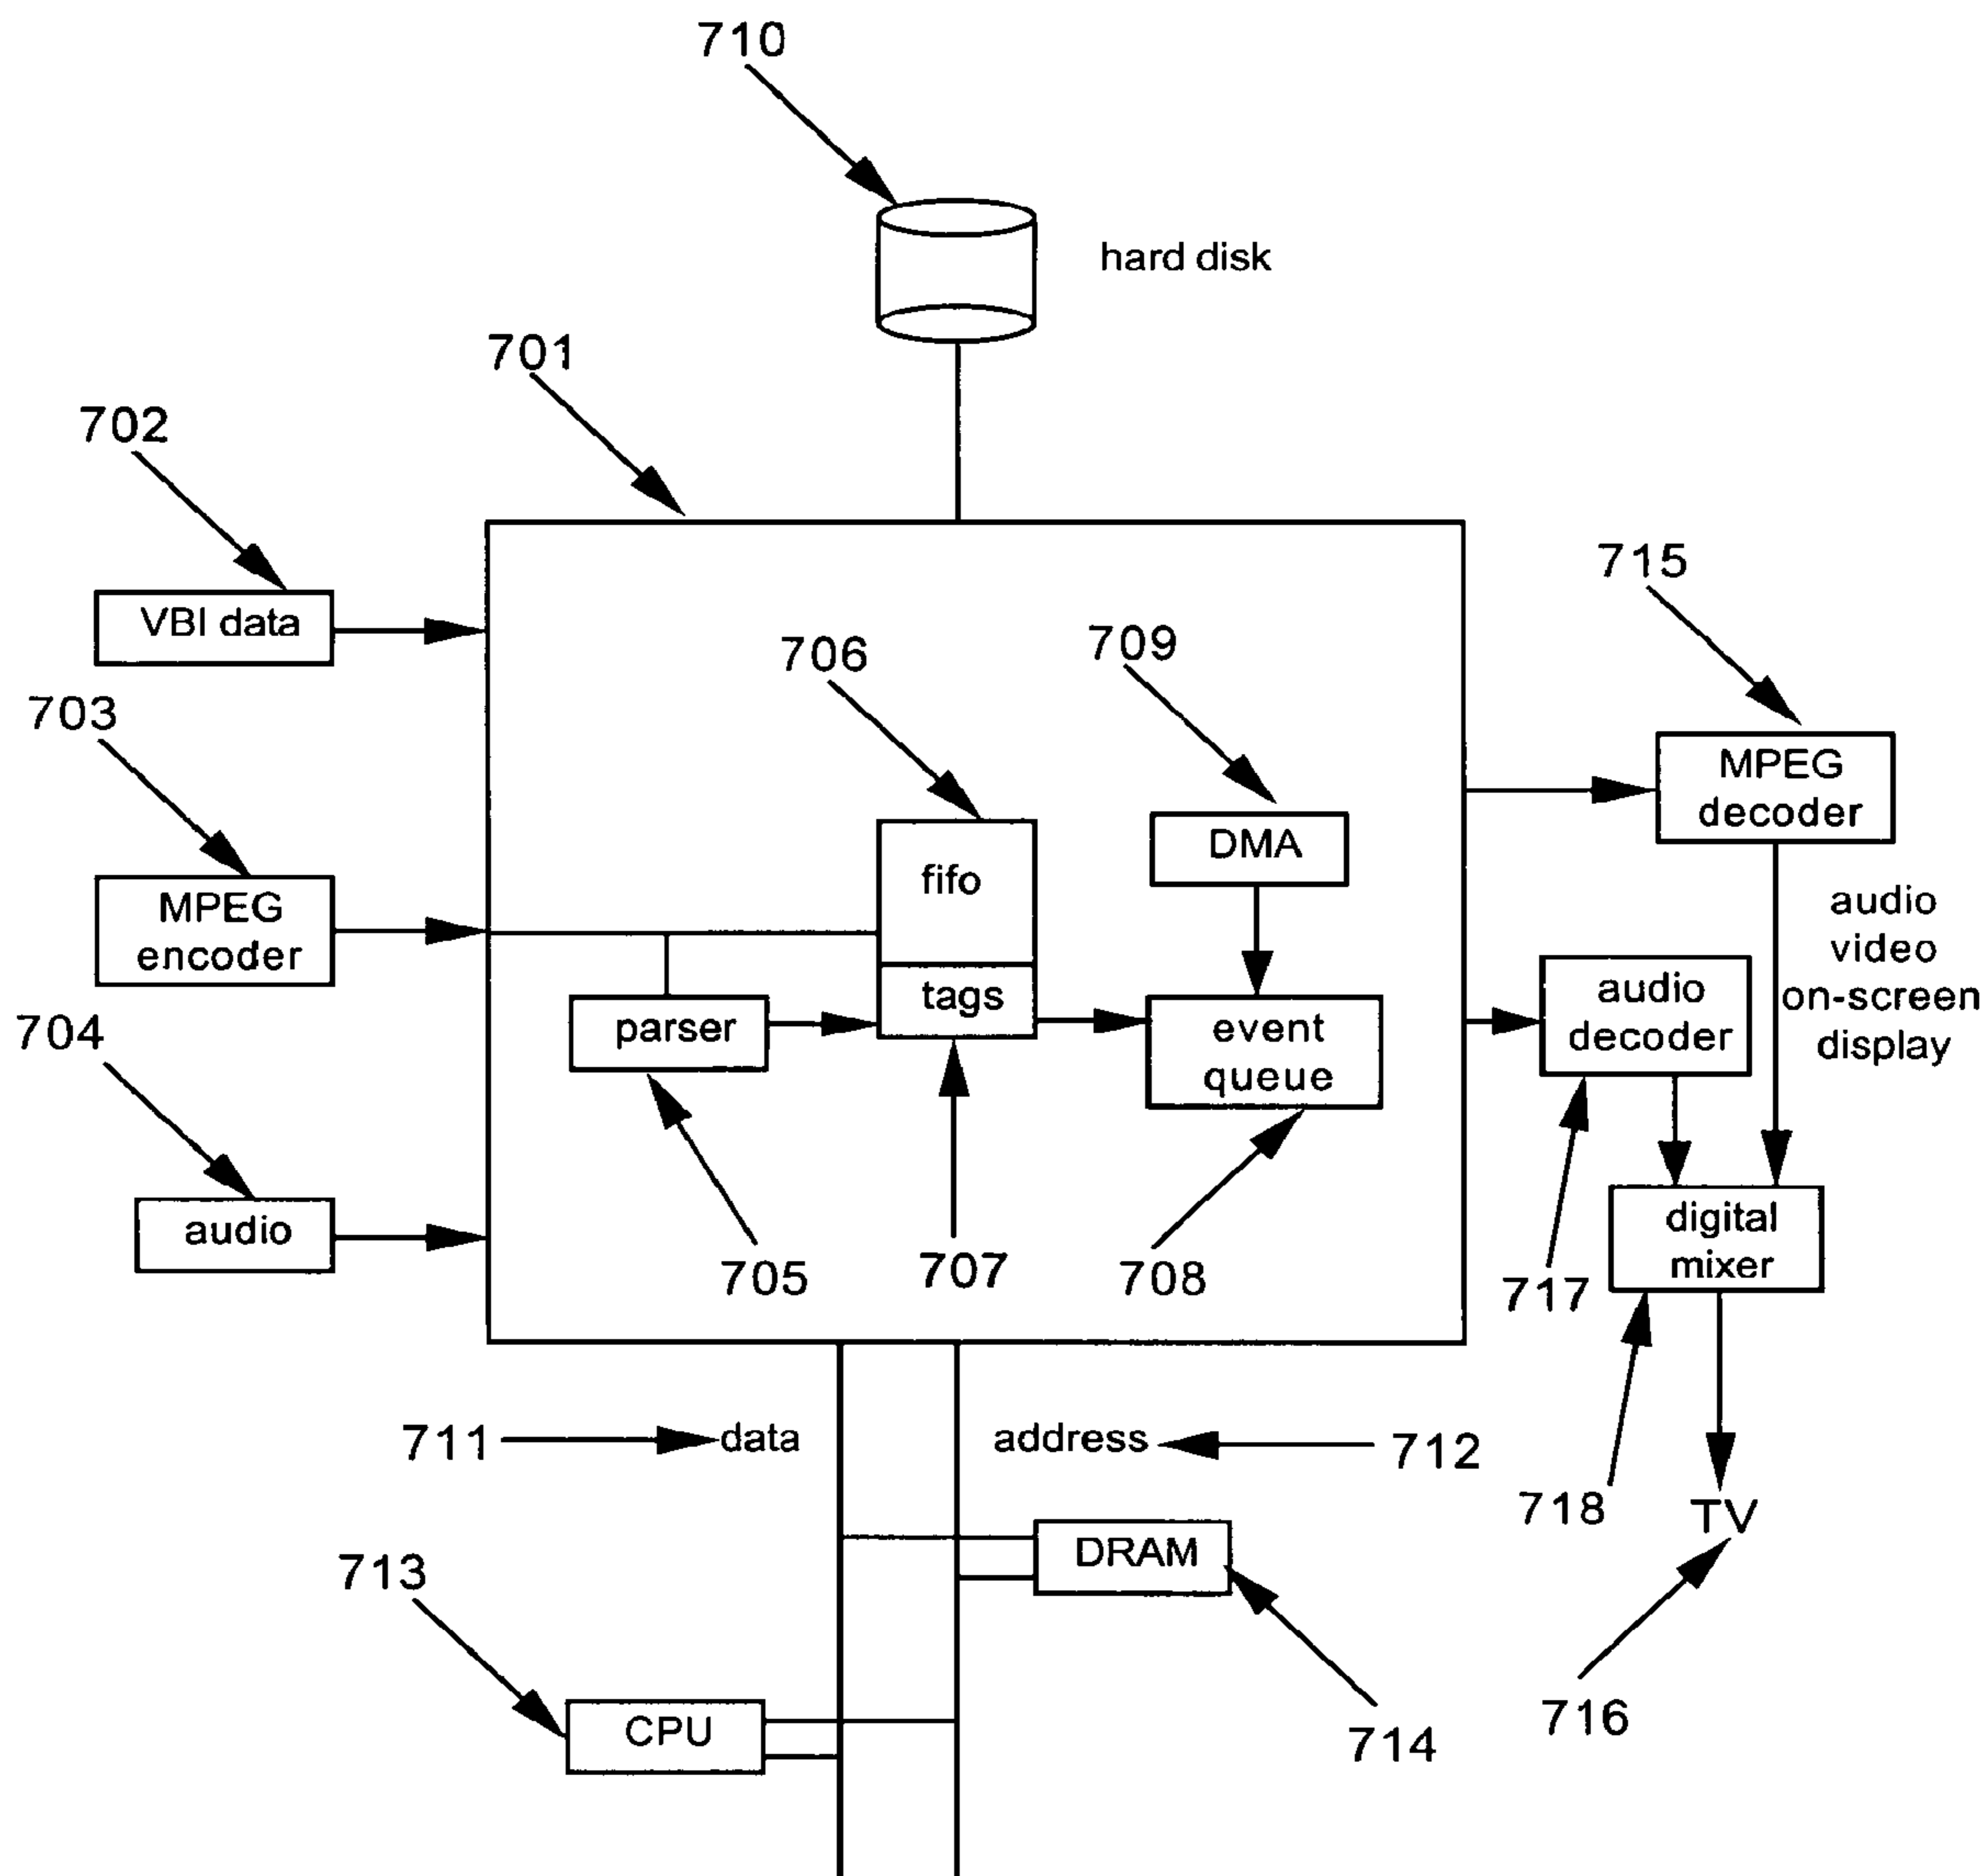 710
hard disk
701
702
VBI data
715
706
709
703
MPEG
decoder
DMA
fifo
MPEG
encoder
audio
video
on-screen
display
tags
audio
decoder
parser
event
queue
704
audio
digital
mixer
705
707
708
717
711
data
address
712
718
TV
DRAM
713
716
CPU
714